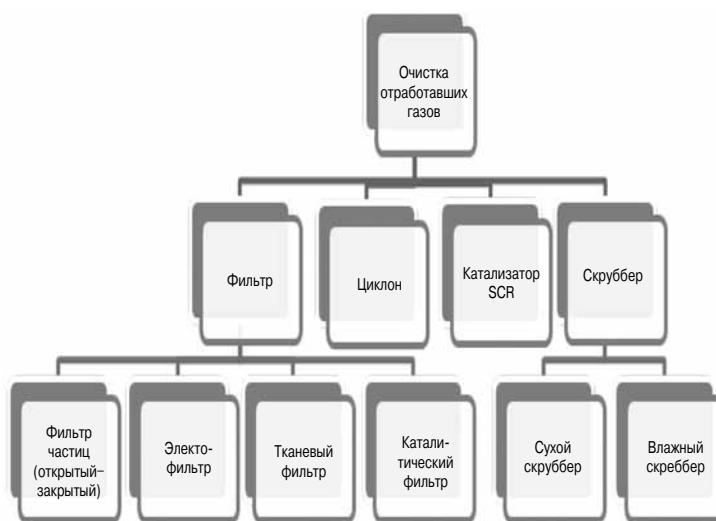 Очистка
отработавших
газов
Фильтр
Циклон
Катализатор
SCR
Скруббер
Фильтр
частиц
(открытый–
закрытый)
Электо-
фильтр
Тканевый
фильтр
Катали-
тический
фильтр
Сухой
скруббер
Влажный
скреббер